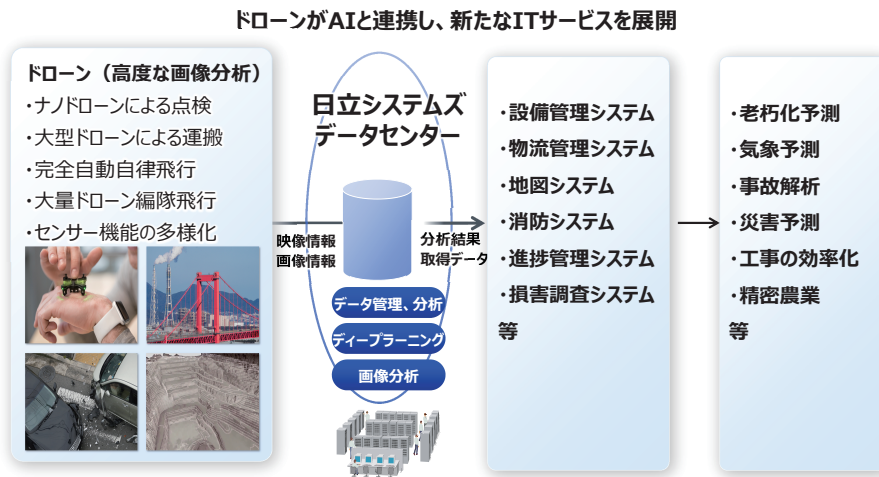 ドローンがAIと連携し、新たなITサービスを展開
ドローン（高度な画像分析）
・ナノドローンによる点検
・大型ドローンによる運搬
・完全自動自律飛行
・大量ドローン編隊飛行
・センサー機能の多様化
日立システムズ
データセンター
映像情報
画像情報
分析結果
取得データ
データ管理、分析
ディープラーニング
画像分析
・設備管理システム
・物流管理システム
・地図システム
・消防システム
・進捗管理システム
・損害調査システム
等
・老朽化予測
・気象予測
・事故解析
・災害予測
・工事の効率化
・精密農業
等